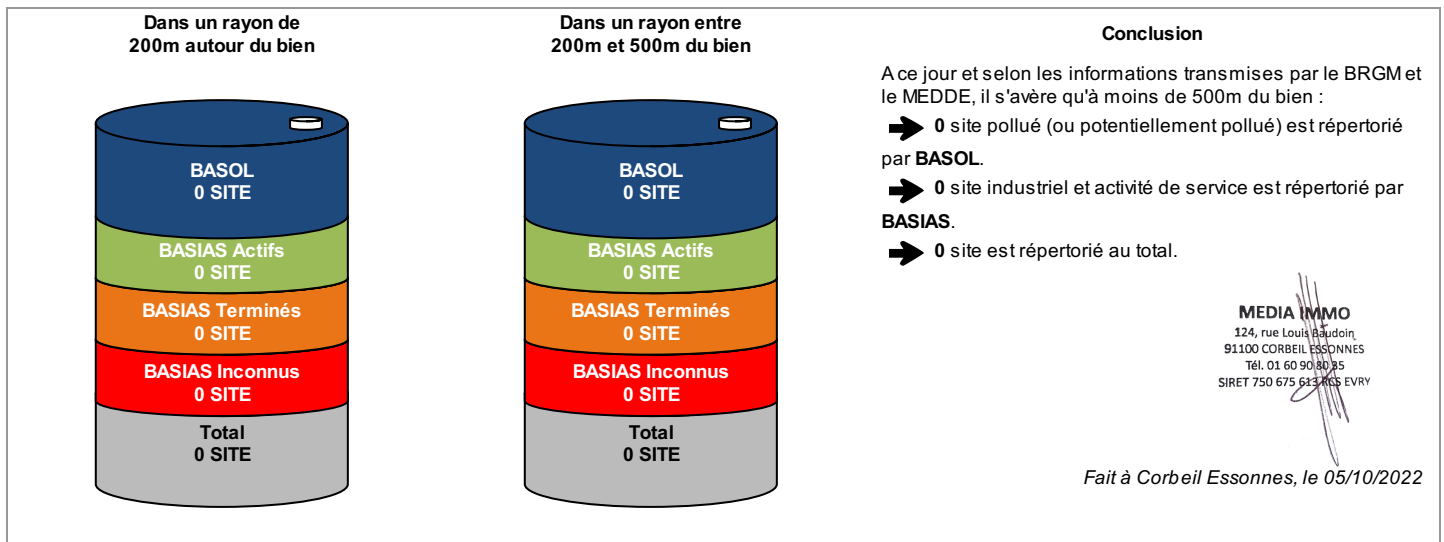 Dans un rayon de
200m autour du bien
BASOL
0 SITE
BASIAS Actifs
0 SITE
BASIAS Terminés
0 SITE
BASIAS Inconnus
0 SITE
Total
0 SITE
Dans un rayon entre
200m et 500m du bien
BASOL
0 SITE
BASIAS Actifs
0 SITE
BASIAS Terminés
0 SITE
BASIAS Inconnus
0 SITE
Total
0 SITE
Conclusion
A ce jour et selon les informations transmises par le BRGM et
le MEDDE, il s'avère qu'à moins de 500m du bien :
0 site pollué (ou potentiellement pollué) est répertorié
par BASOL.
0 site industriel et activité de service est répertorié par
BASIAS.
0 site est répertorié au total.
MEDIA IMMO
124, rue Louis Baudoin
91100 CORBEIL ESSONNES
Tél. 01 60 90 80 85
SIRET 750 675 613 RCS EVRY
Fait à Corbeil Essonnes, le 05/10/2022